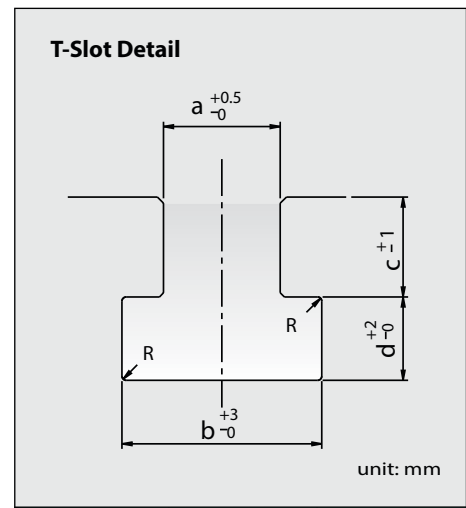 T-Slot Detail
a +0.5 -0
c ±1
R
R
d +2 -0
b +3 -0
unit: mm